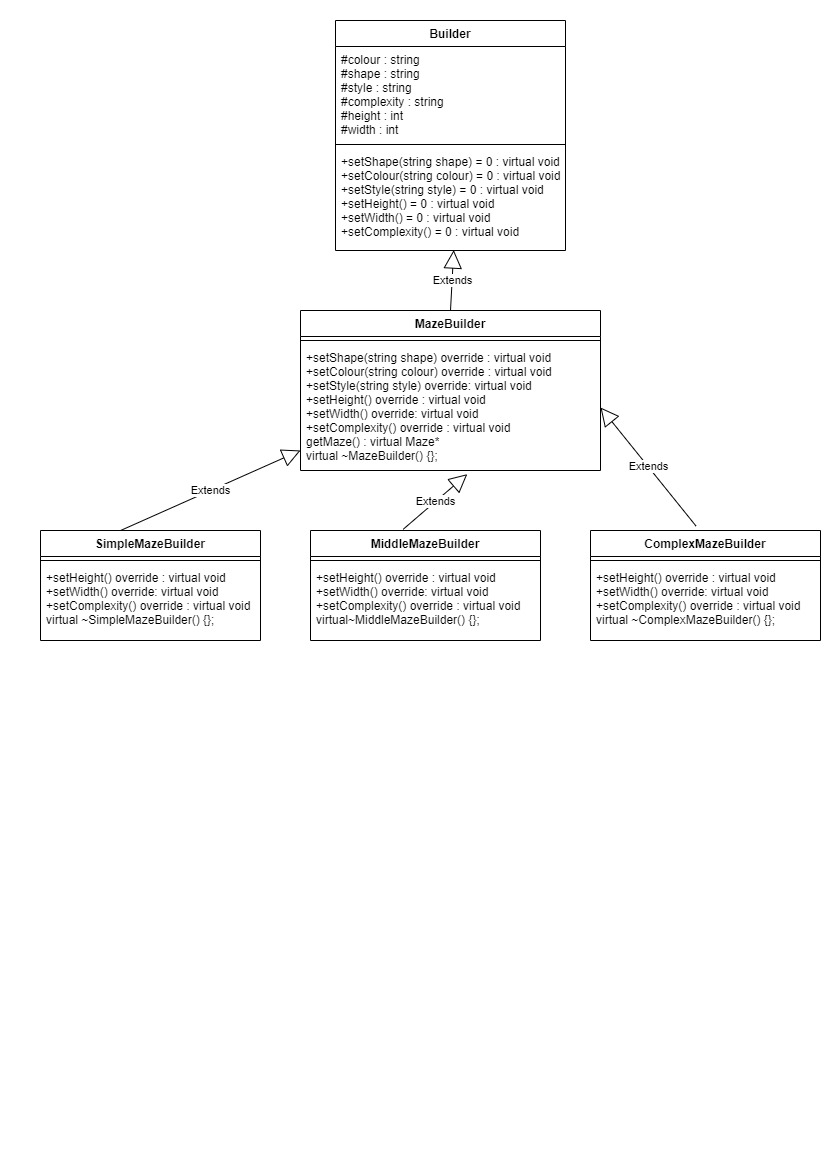 Builder
#colour : string
#shape : string
#style : string
#complexity : string
#height : int
#width : int
+setShape(string shape) = 0 : virtual void
+setColour(string colour) = 0 : virtual void
+setStyle(string style) = 0 : virtual void
+setHeight() = 0 : virtual void
+setWidth() = 0 : virtual void
+setComplexity() = 0 : virtual void
Extends
MazeBuilder
+setShape(string shape) override : virtual void
+setColour(string colour) override : virtual void
+setStyle(string style) override: virtual void
+setHeight() override : virtual void
+setWidth() override: virtual void
+setComplexity() override : virtual void
getMaze() : virtual Maze*
virtual ~MazeBuilder() {};
Extends
Extends
Extends
SimpleMazeBuilder
+setHeight() override : virtual void
+setWidth() override: virtual void
+setComplexity() override : virtual void
virtual ~SimpleMazeBuilder() {};
MiddleMazeBuilder
+setHeight() override : virtual void
+setWidth() override: virtual void
+setComplexity() override : virtual void
virtual~MiddleMazeBuilder() {};
ComplexMazeBuilder
+setHeight() override : virtual void
+setWidth() override: virtual void
+setComplexity() override : virtual void
virtual ~ComplexMazeBuilder() {};